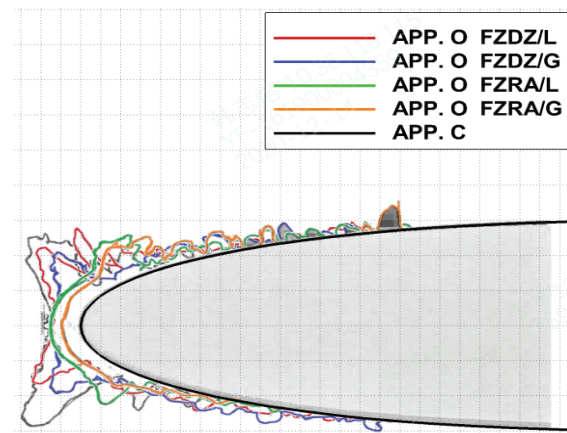 APP. O FZDZ/L
APP. O FZDZ/G
APP. O FZRA/L
APP. O FZRA/G
APP. C